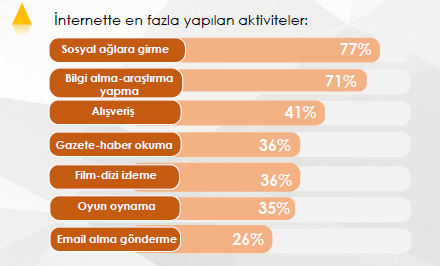 İnternette en fazla yapılan aktiviteler:
Sosyal ağlara girme 77%
Bilgi alma-araştırma
yapma 71%
Alışveriş 41%
Gazete-haber okuma 36%
Film-dizi izleme 36%
Oyun oynama 35%
Email alma gönderme 26%